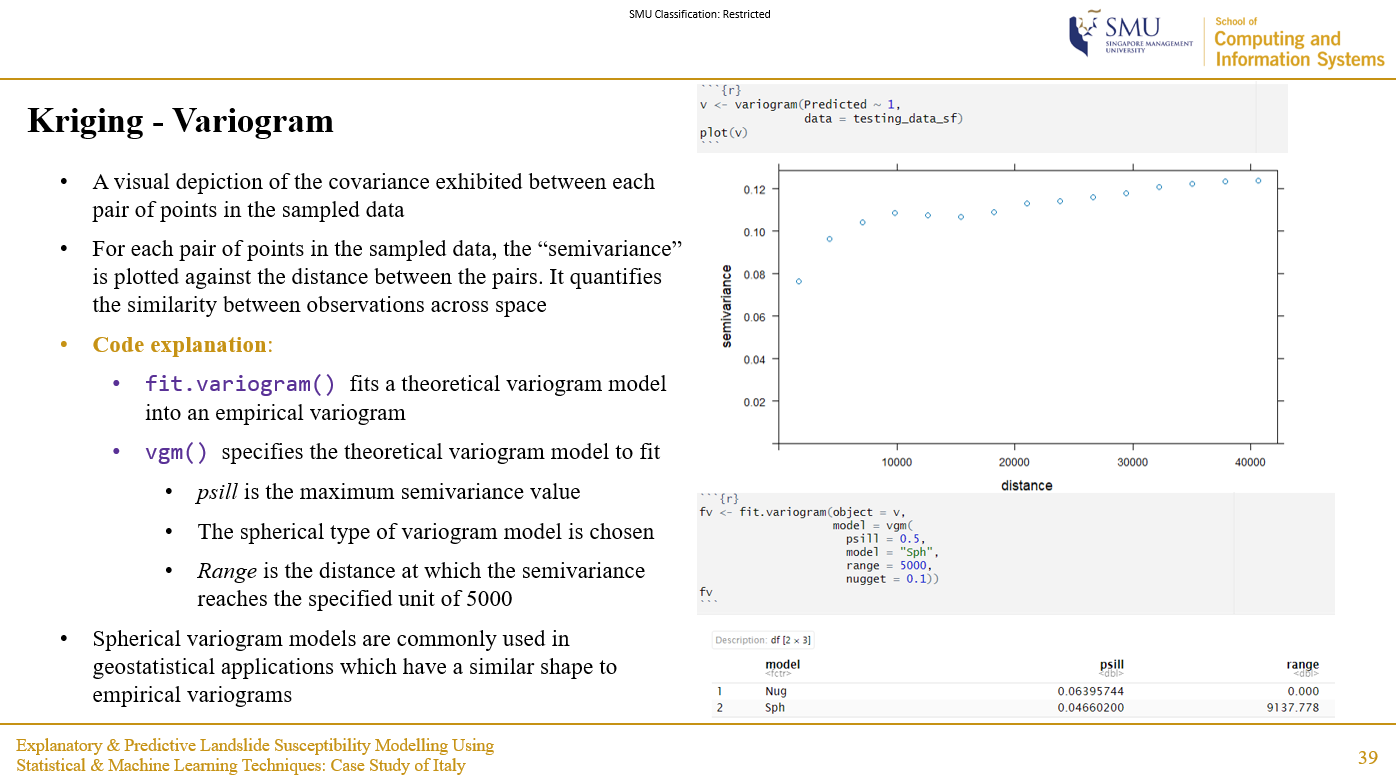 SMU Classification: Restricted
SMU
SINGAPORE MANAGEMENT
UNIVERSITY
School of
Computing and
Information Systems
Kriging - Variogram
• A visual depiction of the covariance exhibited between each
pair of points in the sampled data
• For each pair of points in the sampled data, the “semivariance”
is plotted against the distance between the pairs. It quantifies
the similarity between observations across space
• Code explanation:
• fit.variogram() fits a theoretical variogram model
into an empirical variogram
• vgm() specifies the theoretical variogram model to fit
• psill is the maximum semivariance value
• The spherical type of variogram model is chosen
• Range is the distance at which the semivariance
reaches the specified unit of 5000
• Spherical variogram models are commonly used in
geostatistical applications which have a similar shape to
empirical variograms
```{r}
v <- variogram(Predicted ~ 1,
data = testing_data_sf)
plot(v)
```
0.12
0.10
0.08
0.06
0.04
0.02
semivariance
10000 20000 30000 40000
distance
```{r}
fv <- fit.variogram(object = v,
model = vgm(
psill = 0.5,
model = "Sph",
range = 5000,
nugget = 0.1))
fv
```
Description: df [2 × 3]
model psill range
<fctr> <dbl> <dbl>
1 Nug 0.06395744 0.000
2 Sph 0.04660200 9137.778
Explanatory & Predictive Landslide Susceptibility Modelling Using
Statistical & Machine Learning Techniques: Case Study of Italy
39